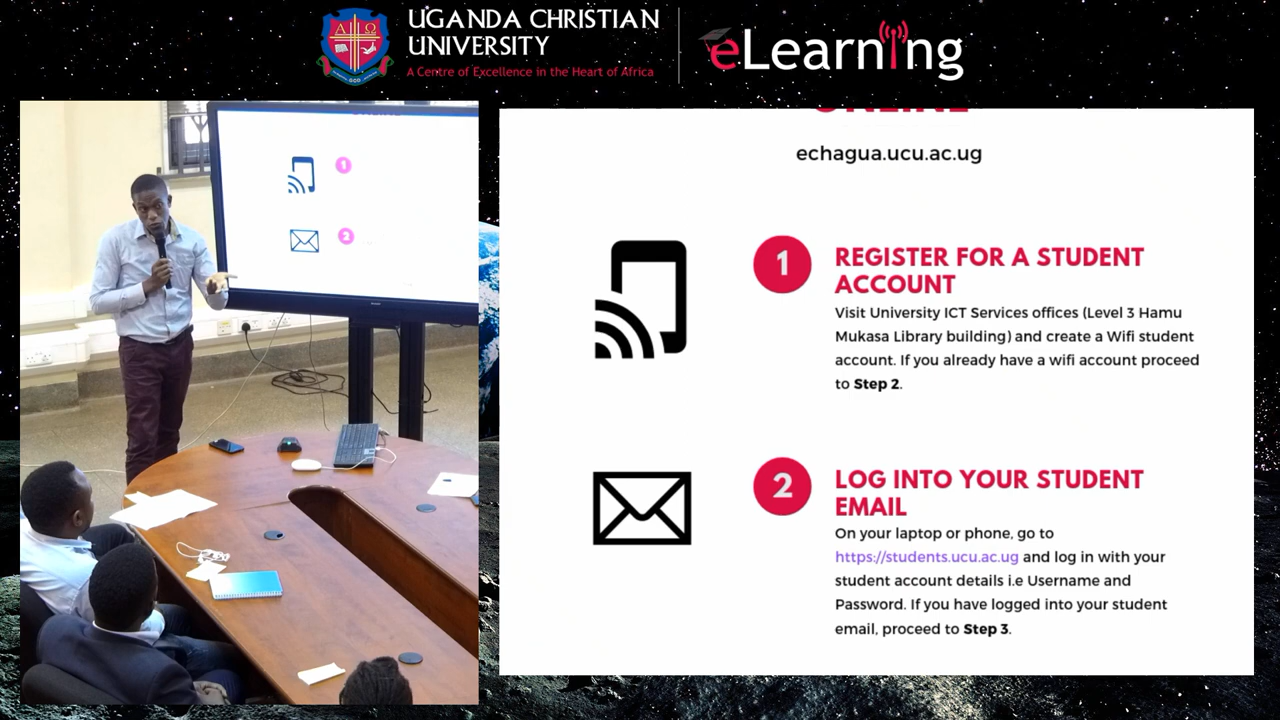 UGANDA CHRISTIAN
UNIVERSITY
A Centre of Excellence in the Heart of Africa
eLearning
A Ω
GOD
ONLINE
echagua.ucu.ac.ug
1
REGISTER FOR A STUDENT
ACCOUNT
Visit University ICT Services offices (Level 3 Hamu
Mukasa Library building) and create a Wifi student
account. If you already have a wifi account proceed
to Step 2.
2
LOG INTO YOUR STUDENT
EMAIL
On your laptop or phone, go to
https://students.ucu.ac.ug and log in with your
student account details i.e Username and
Password. If you have logged into your student
email, proceed to Step 3.
1
2